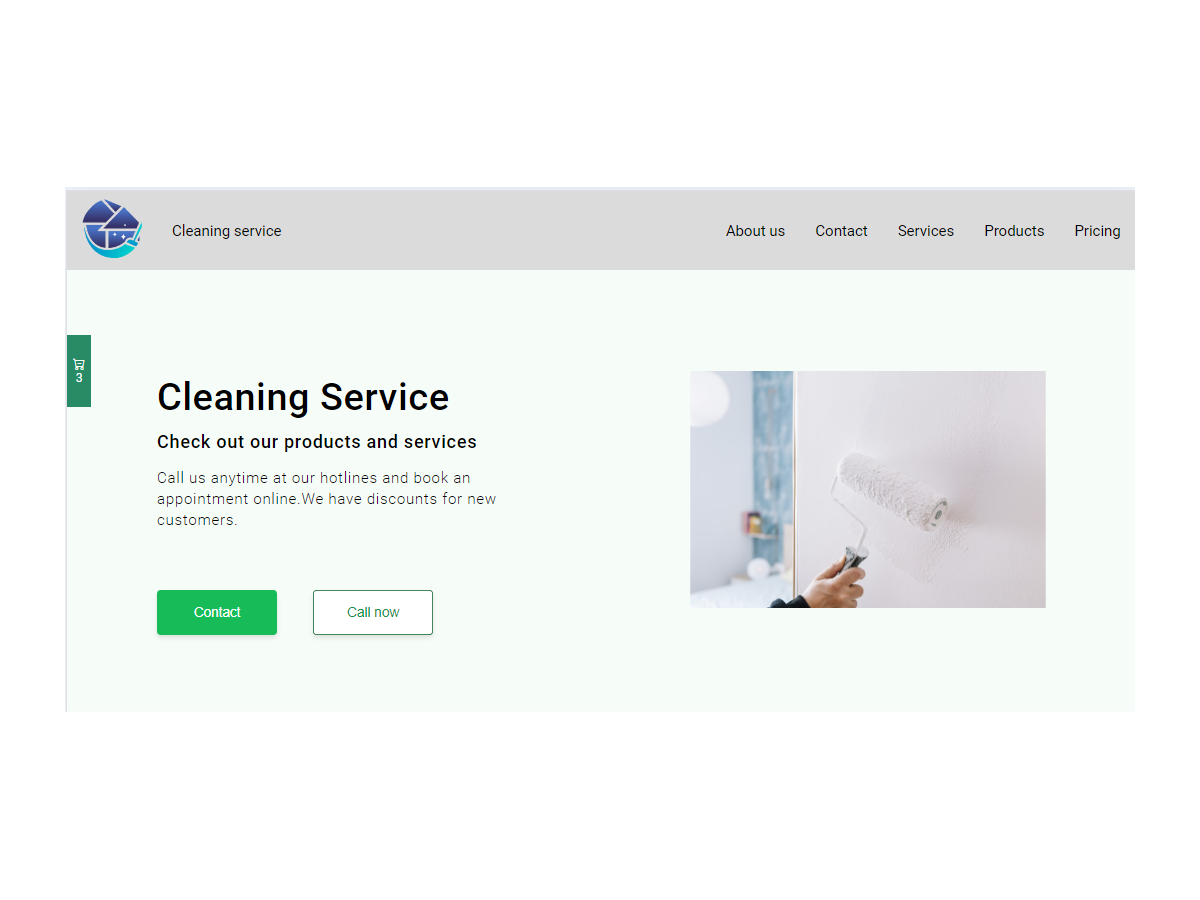 Cleaning service
About us Contact Services Products Pricing
3
Cleaning Service
Check out our products and services
Call us anytime at our hotlines and book an
appointment online.We have discounts for new
customers.
Contact
Call now